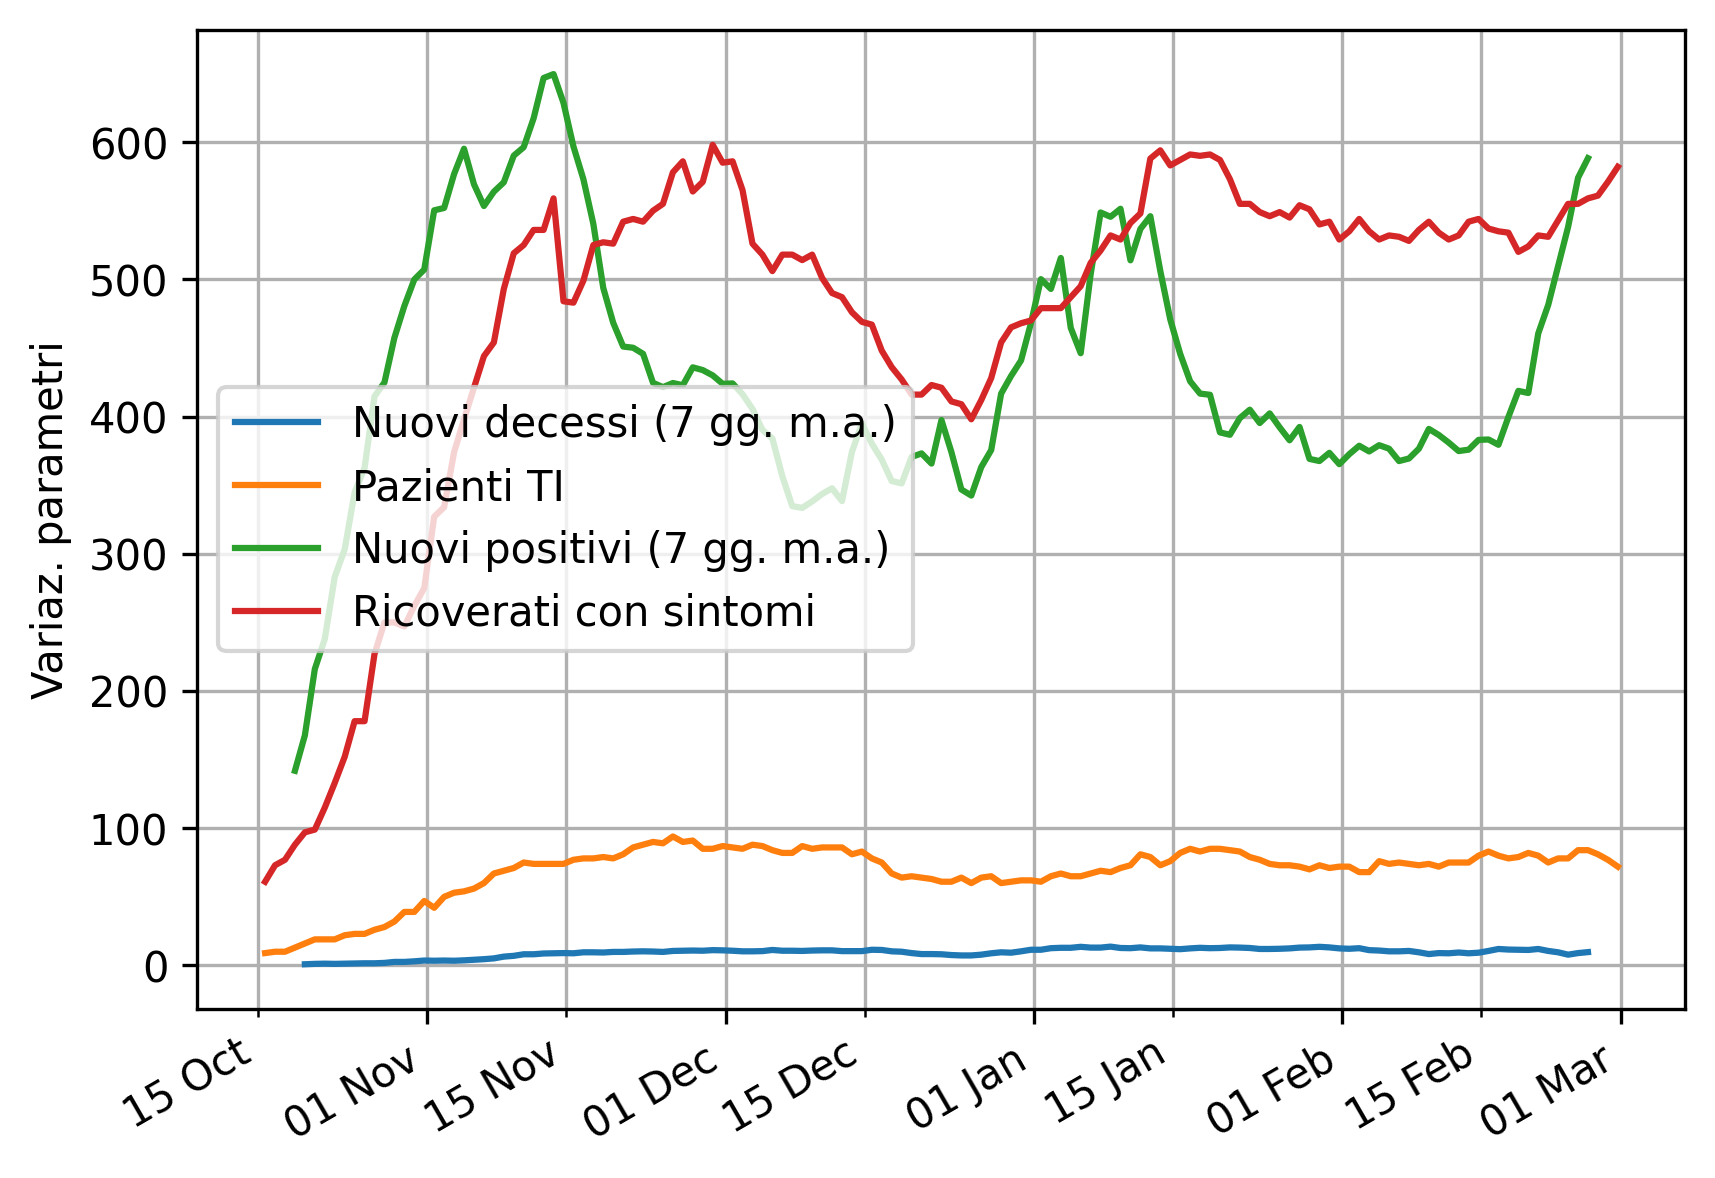 Variaz. parametri
600
500
400
300
200
100
0
Nuovi decessi (7 gg. m.a.)
Pazienti TI
Nuovi positivi (7 gg. m.a.)
Ricoverati con sintomi
15 Oct
01 Nov
15 Nov
01 Dec
15 Dec
01 Jan
15 Jan
01 Feb
15 Feb
01 Mar